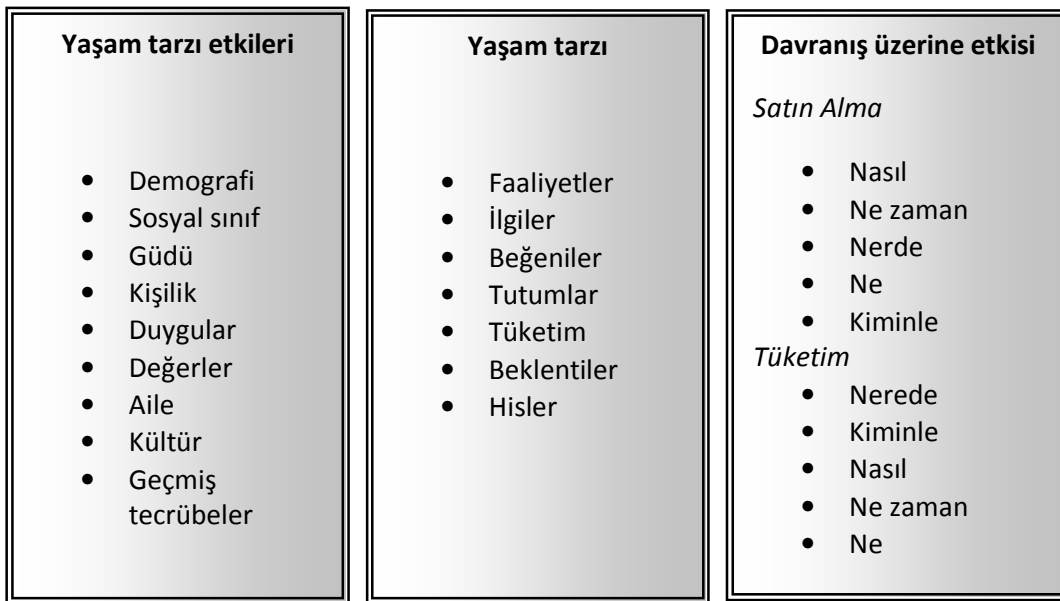 Yaşam tarzı etkileri
• Demografi
• Sosyal sınıf
• Güdü
• Kişilik
• Duygular
• Değerler
• Aile
• Kültür
• Geçmiş
tecrübeler
Yaşam tarzı
• Faaliyetler
• İlgiler
• Beğeniler
• Tutumlar
• Tüketim
• Beklentiler
• Hisler
Davranış üzerine etkisi
Satın Alma
• Nasıl
• Ne zaman
• Nerde
• Ne
• Kiminle
Tüketim
• Nerede
• Kiminle
• Nasıl
• Ne zaman
• Ne